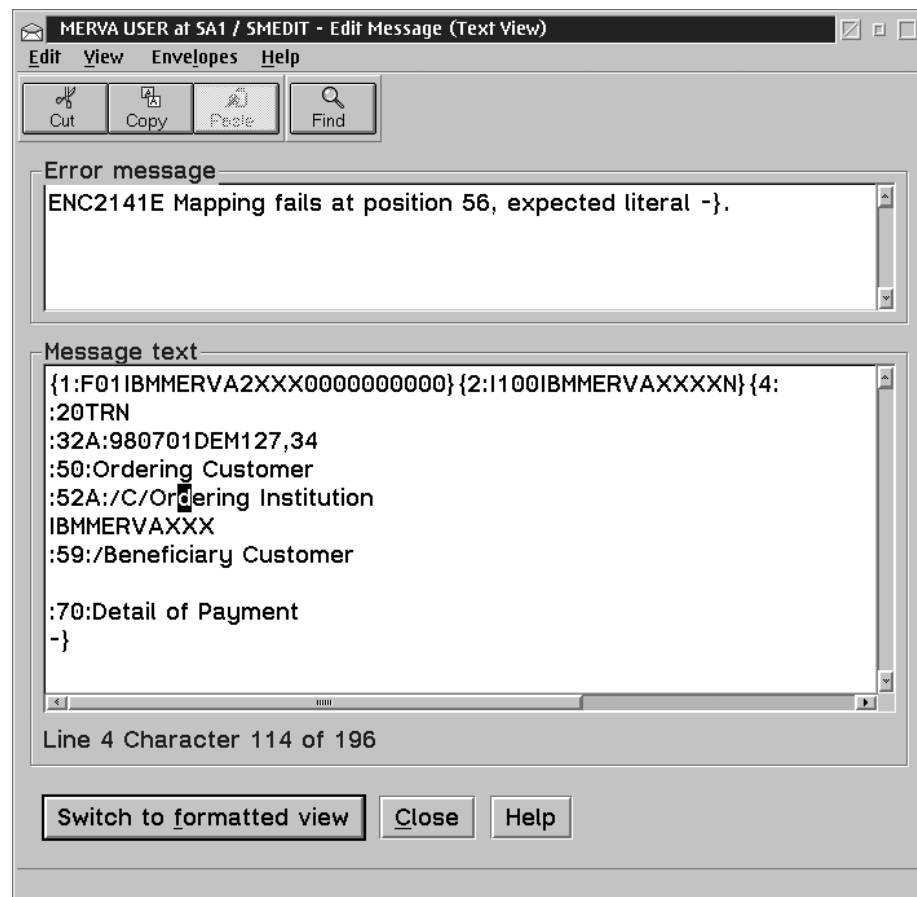 MERVA USER at SA1 / SMEDIT - Edit Message (Text View)
Edit View Envelopes Help
Cut Copy Paste Find
Error message
ENC2141E Mapping fails at position 56, expected literal -}.
Message text
{1:F01IBMMERVA2XXX0000000000}{2:I100IBMMERVAXXXXN}{4:
:20TRN
:32A:980701DEM127,34
:50:Ordering Customer
:52A:/C/Ordering Institution
IBMMERVAXXX
:59:/Beneficiary Customer
:70:Detail of Payment
-}
Line 4 Character 114 of 196
Switch to formatted view Close Help